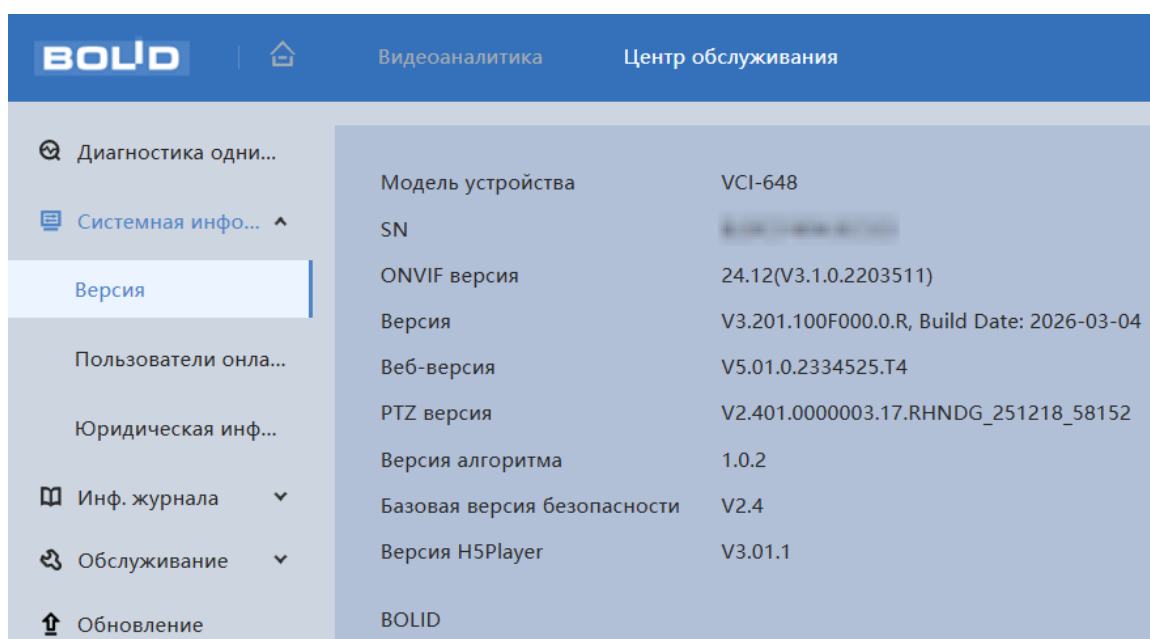 BOLID
Видеоаналитика
Центр обслуживания
Диагностика одни...
Системная инфо...
Версия
Пользователи онла...
Юридическая инф...
Инф. журнала
Обслуживание
Обновление
Модель устройства VCI-648
SN
ONVIF версия 24.12(V3.1.0.2203511)
Версия V3.201.100F000.0.R, Build Date: 2026-03-04
Веб-версия V5.01.0.2334525.T4
PTZ версия V2.401.0000003.17.RHNDG_251218_58152
Версия алгоритма 1.0.2
Базовая версия безопасности V2.4
Версия H5Player V3.01.1
BOLID